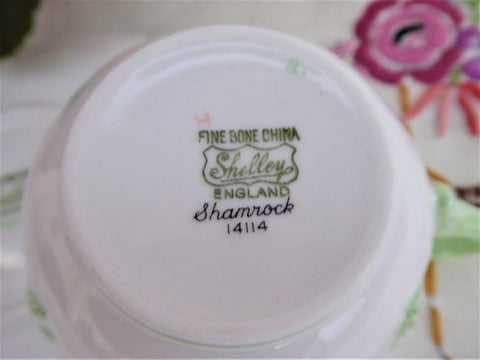 FINE BONE CHINA
Shelley
ENGLAND
Shamrock
14114